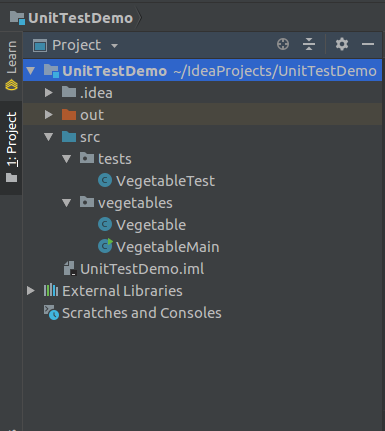 UnitTestDemo
Project
UnitTestDemo ~/IdeaProjects/UnitTestDemo
.idea
out
src
tests
VegetableTest
vegetables
Vegetable
VegetableMain
UnitTestDemo.iml
External Libraries
Scratches and Consoles
Learn
1: Project